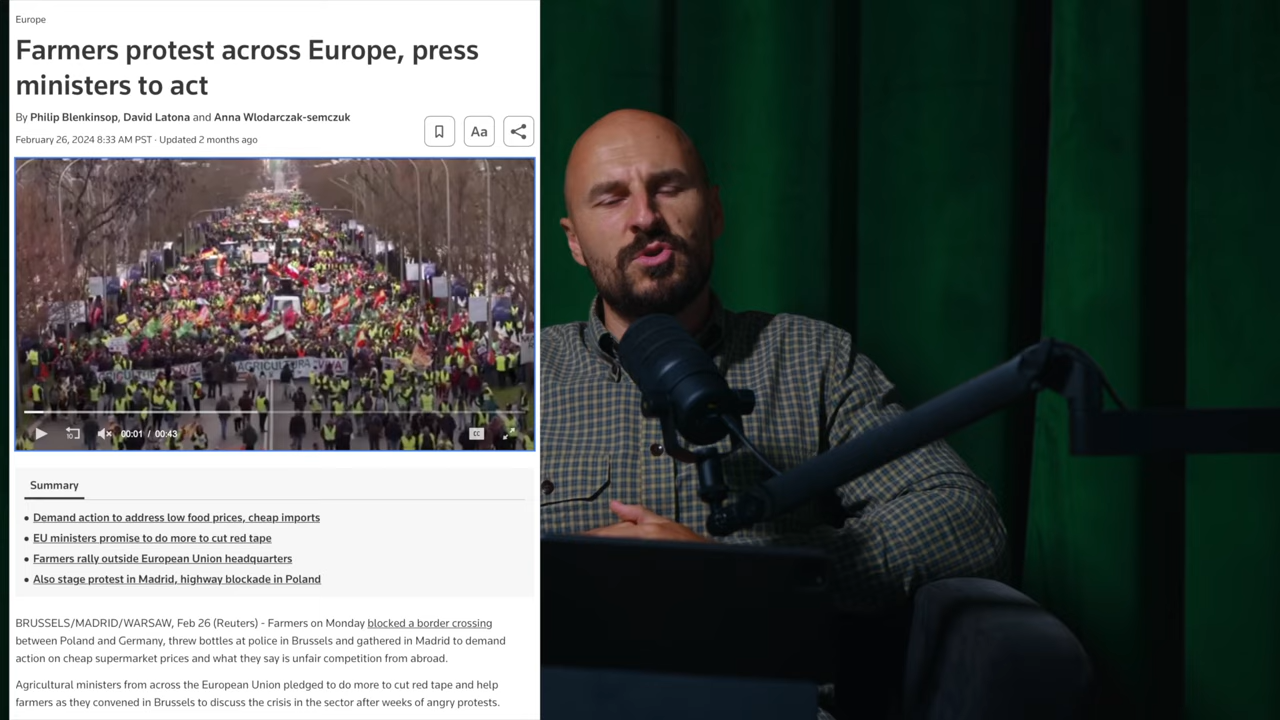 Europe
Farmers protest across Europe, press
ministers to act
By Philip Blenkinsop, David Latona and Anna Wlodarczak-semczuk
February 26, 2024 8:33 AM PST · Updated 2 months ago
Aa
AGRICULTURA VIVA
10
00:01 / 00:43
CC
Summary
• Demand action to address low food prices, cheap imports
• EU ministers promise to do more to cut red tape
• Farmers rally outside European Union headquarters
• Also stage protest in Madrid, highway blockade in Poland
BRUSSELS/MADRID/WARSAW, Feb 26 (Reuters) - Farmers on Monday blocked a border crossing
between Poland and Germany, threw bottles at police in Brussels and gathered in Madrid to demand
action on cheap supermarket prices and what they say is unfair competition from abroad.
Agricultural ministers from across the European Union pledged to do more to cut red tape and help
farmers as they convened in Brussels to discuss the crisis in the sector after weeks of angry protests.